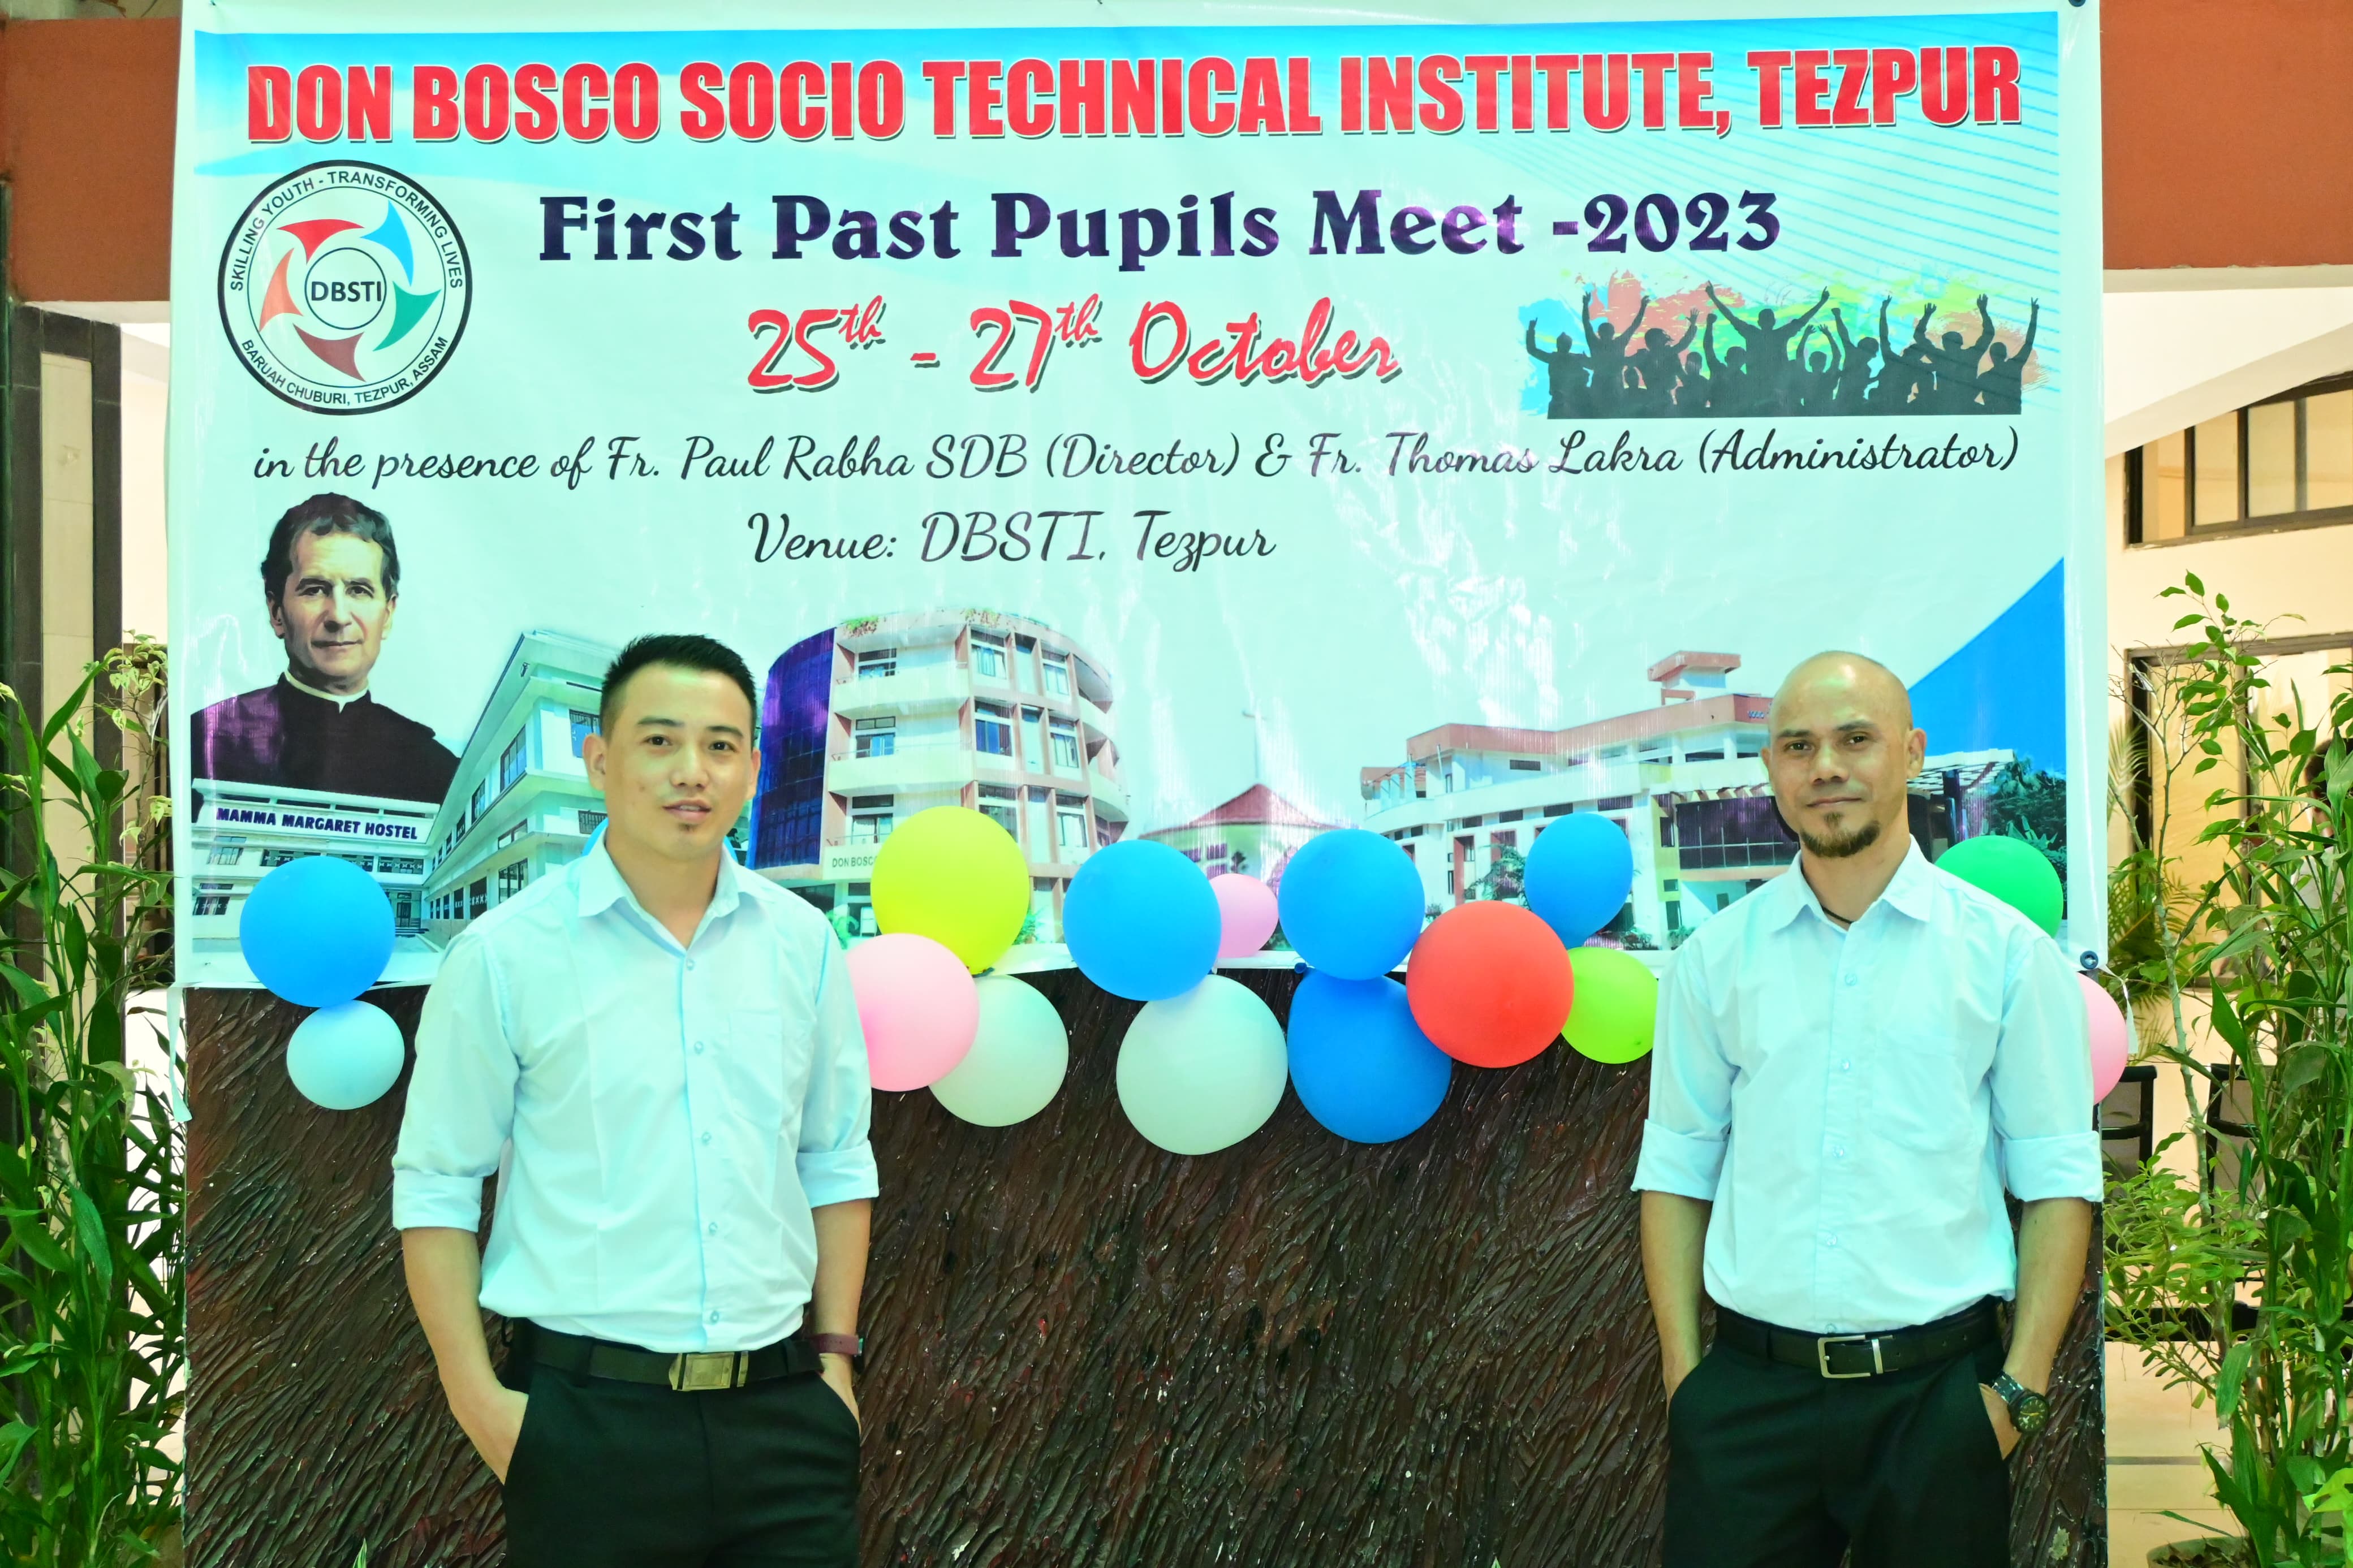 DON BOSCO SOCIO TECHNICAL INSTITUTE, TEZPUR
SKILLING YOUTH - TRANSFORMING LIVES
DBSTI
BARUAH CHUBURI, TEZPUR, ASSAM
First Past Pupils Meet -2023
25th - 27th October
in the presence of Fr. Paul Rabha SDB (Director) & Fr. Thomas Lakra (Administrator)
Venue: DBSTI, Tezpur
MAMMA MARGARET HOSTEL
DON BOSCO